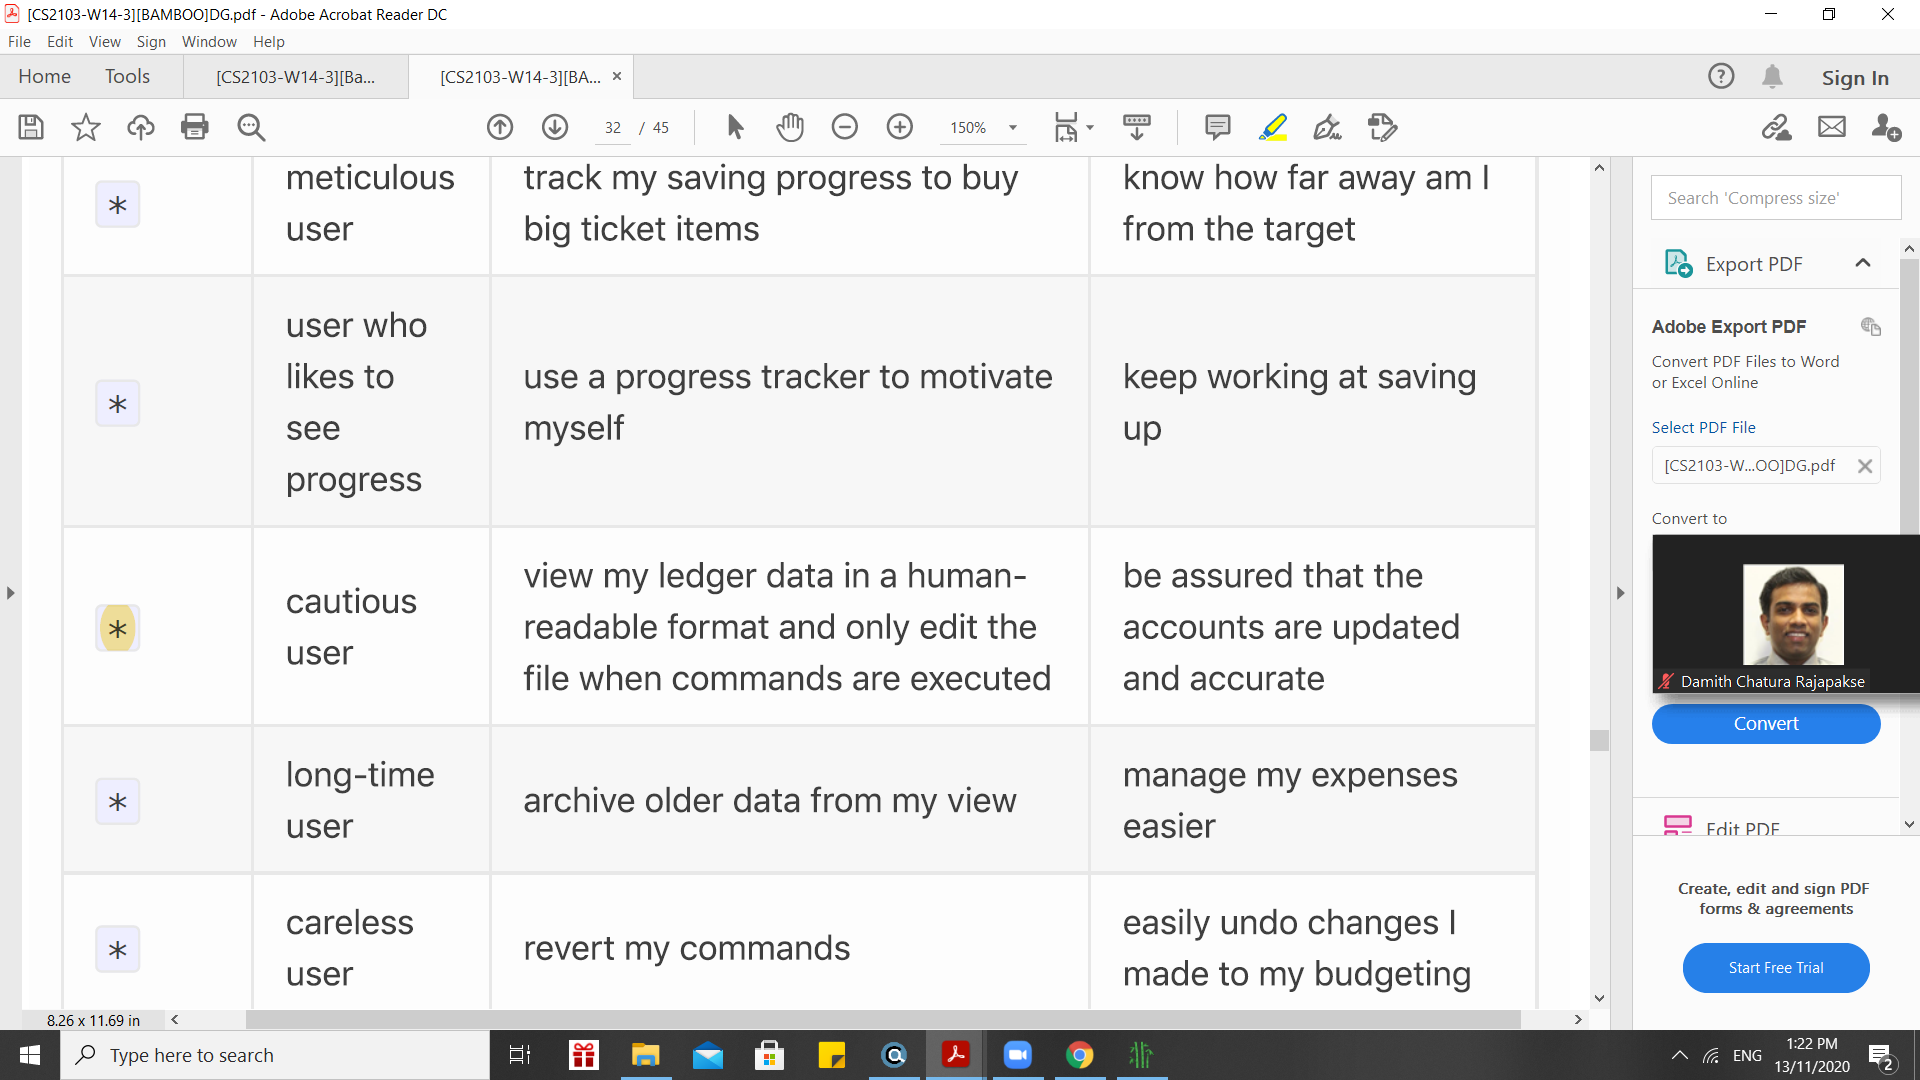 [CS2103-W14-3][BAMBOO]DG.pdf - Adobe Acrobat Reader DC
File Edit View Sign Window Help
Home Tools [CS2103-W14-3][Ba... [CS2103-W14-3][BA... × Sign In
32 / 45 150%
* meticulous user
track my saving progress to buy
big ticket items
know how far away am I
from the target
*
user who
likes to
see
progress
use a progress tracker to motivate
myself
keep working at saving
up
*
cautious
user
view my ledger data in a human-
readable format and only edit the
file when commands are executed
be assured that the
accounts are updated
and accurate
*
long-time
user
archive older data from my view
manage my expenses
easier
*
careless
user
revert my commands
easily undo changes I
made to my budgeting
8.26 x 11.69 in
Search 'Compress size'
Export PDF
Adobe Export PDF
Convert PDF Files to Word
or Excel Online
Select PDF File
[CS2103-W...OO]DG.pdf
Convert to
Damith Chatura Rajapakse
Convert
Edit PDF
Create, edit and sign PDF
forms & agreements
Start Free Trial
Type here to search
ENG
1:22 PM
13/11/2020
2